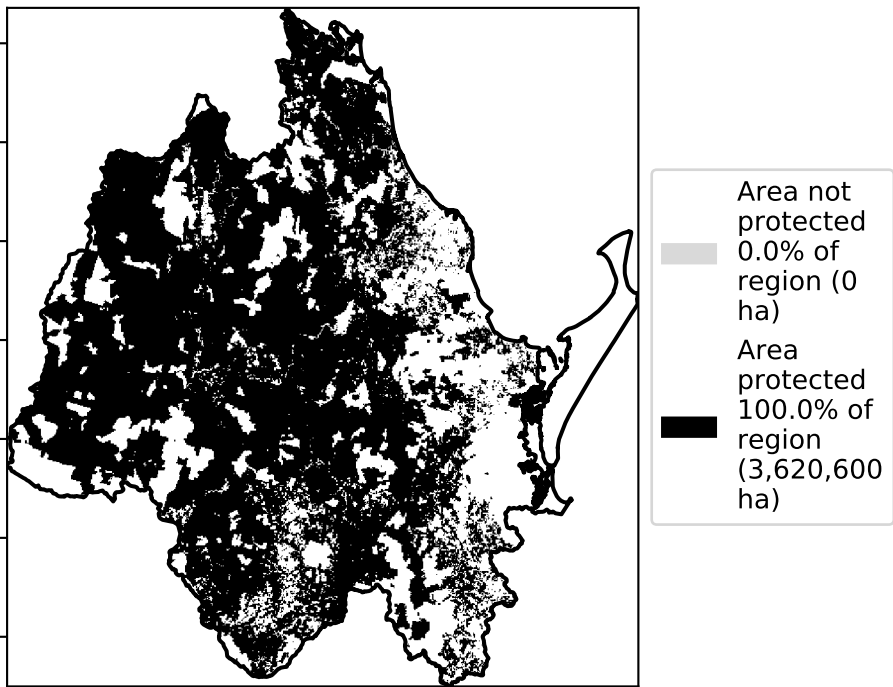 Area not
protected
0.0% of
region (0
ha)
Area
protected
100.0% of
region
(3,620,600
ha)